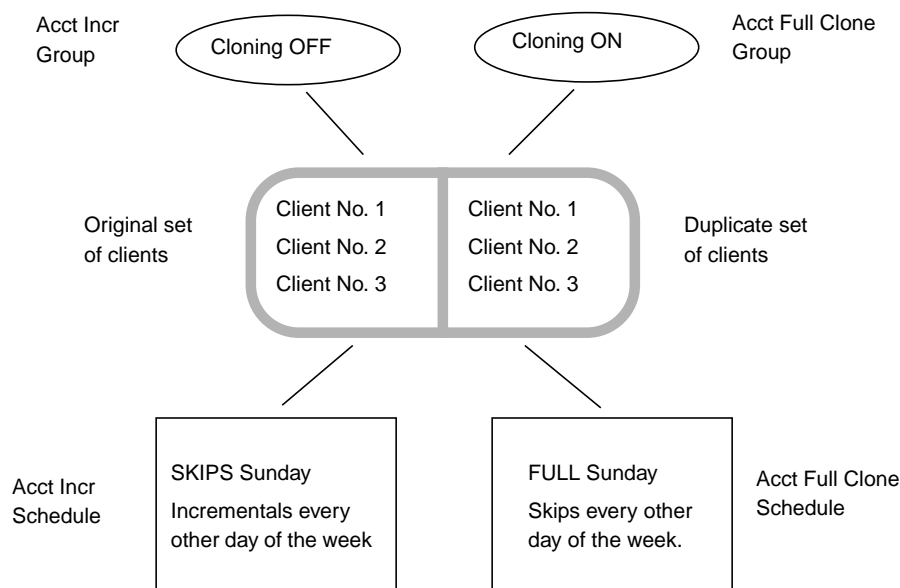 Acct Incr
Group
Cloning OFF
Cloning ON
Acct Full Clone
Group
Original set
of clients
Client No. 1
Client No. 2
Client No. 3
Client No. 1
Client No. 2
Client No. 3
Duplicate set
of clients
Acct Incr
Schedule
SKIPS Sunday
Incrementals every
other day of the week
FULL Sunday
Skips every other
day of the week.
Acct Full Clone
Schedule